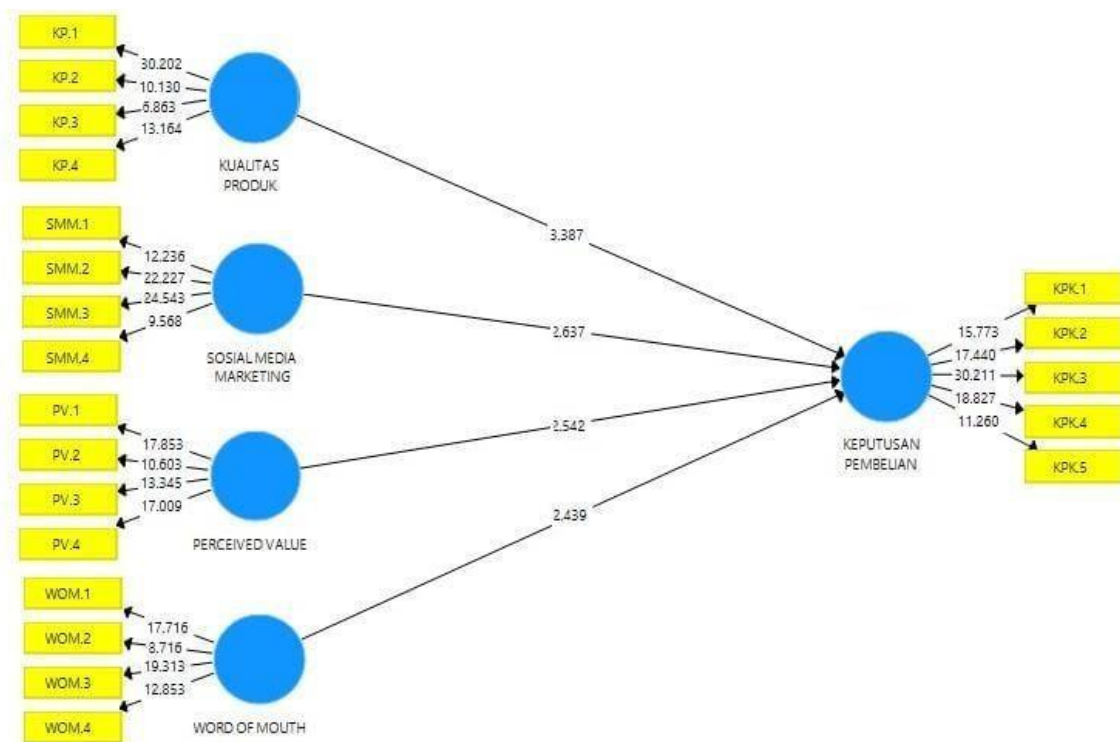 KP.1
KP.2
KP.3
KP.4
30.202
10.130
6.863
13.164
KUALITAS
PRODUK
SMM.1
SMM.2
SMM.3
SMM.4
12.236
22.227
24.543
9.568
SOSIAL MEDIA
MARKETING
PV.1
PV.2
PV.3
PV.4
17.853
10.603
13.345
17.009
PERCEIVED VALUE
WOM.1
WOM.2
WOM.3
WOM.4
17.716
8.716
19.313
12.853
WORD OF MOUTH
3.387
2.637
2.542
2.439
KEPUTUSAN
PEMBELIAN
15.773
17.440
30.211
18.827
11.260
KPK.1
KPK.2
KPK.3
KPK.4
KPK.5